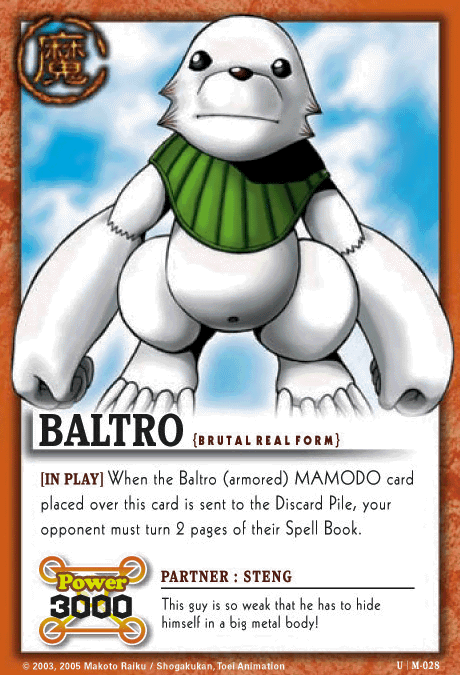 魔
BALTRO {BRUTAL REAL FORM}
[IN PLAY] When the Baltro (armored) MAMODO card
placed over this card is sent to the Discard Pile, your
opponent must turn 2 pages of their Spell Book.
Power
3000
PARTNER : STENG
This guy is so weak that he has to hide
himself in a big metal body!
© 2003, 2005 Makoto Raiku / Shogakukan, Toei Animation
U | M-028